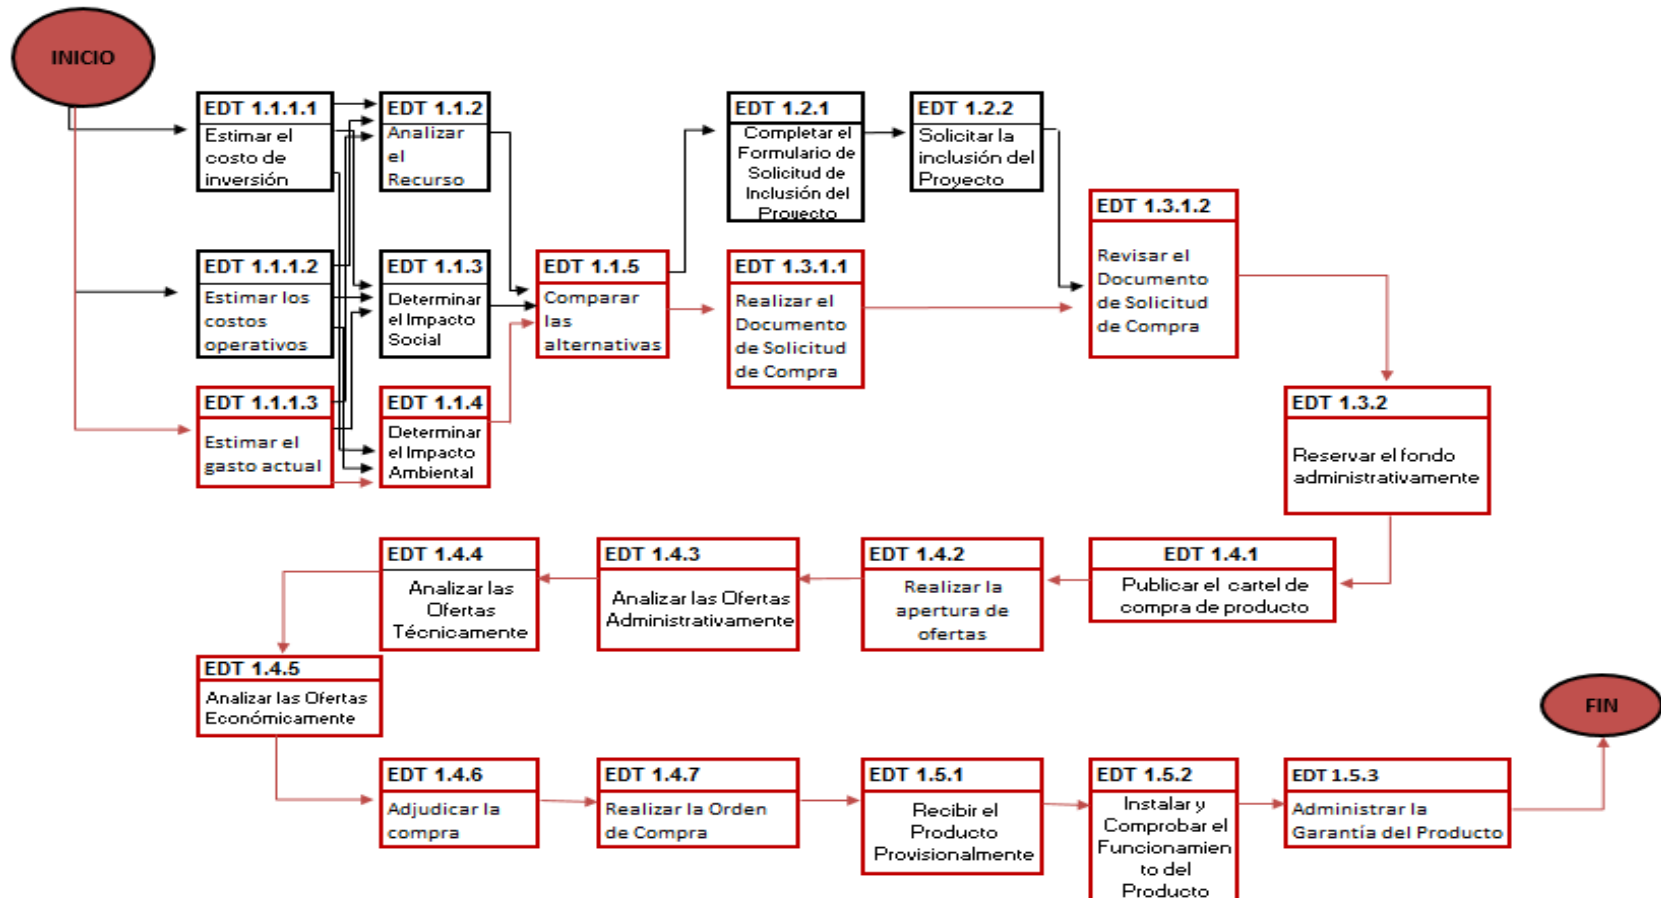 INICIO
EDT 1.1.1.1
Estimar el
costo de
inversión
EDT 1.1.2
Analizar
el
Recurso
EDT 1.2.1
Completar el
Formulario de
Solicitud de
Inclusión del
Proyecto
EDT 1.2.2
Solicitar la
inclusión del
Proyecto
EDT 1.1.1.2
Estimar los
costos
operativos
EDT 1.1.3
Determinar
el Impacto
Social
EDT 1.1.5
Comparar
las
alternativas
EDT 1.3.1.1
Realizar el
Documento
de Solicitud
de Compra
EDT 1.3.1.2
Revisar el
Documento
de Solicitud
de Compra
EDT 1.1.1.3
Estimar el
gasto actual
EDT 1.1.4
Determinar
el Impacto
Ambiental
EDT 1.3.2
Reservar el fondo
administrativamente
EDT 1.4.4
Analizar las
Ofertas
Técnicamente
EDT 1.4.3
Analizar las Ofertas
Administrativamente
EDT 1.4.2
Realizar la
apertura de
ofertas
EDT 1.4.1
Publicar el cartel de
compra de producto
EDT 1.4.5
Analizar las Ofertas
Económicamente
FIN
EDT 1.4.6
Adjudicar la
compra
EDT 1.4.7
Realizar la Orden
de Compra
EDT 1.5.1
Recibir el
Producto
Provisionalmente
EDT 1.5.2
Instalar y
Comprobar el
Funcionamien
to del
Producto
EDT 1.5.3
Administrar la
Garantía del Producto